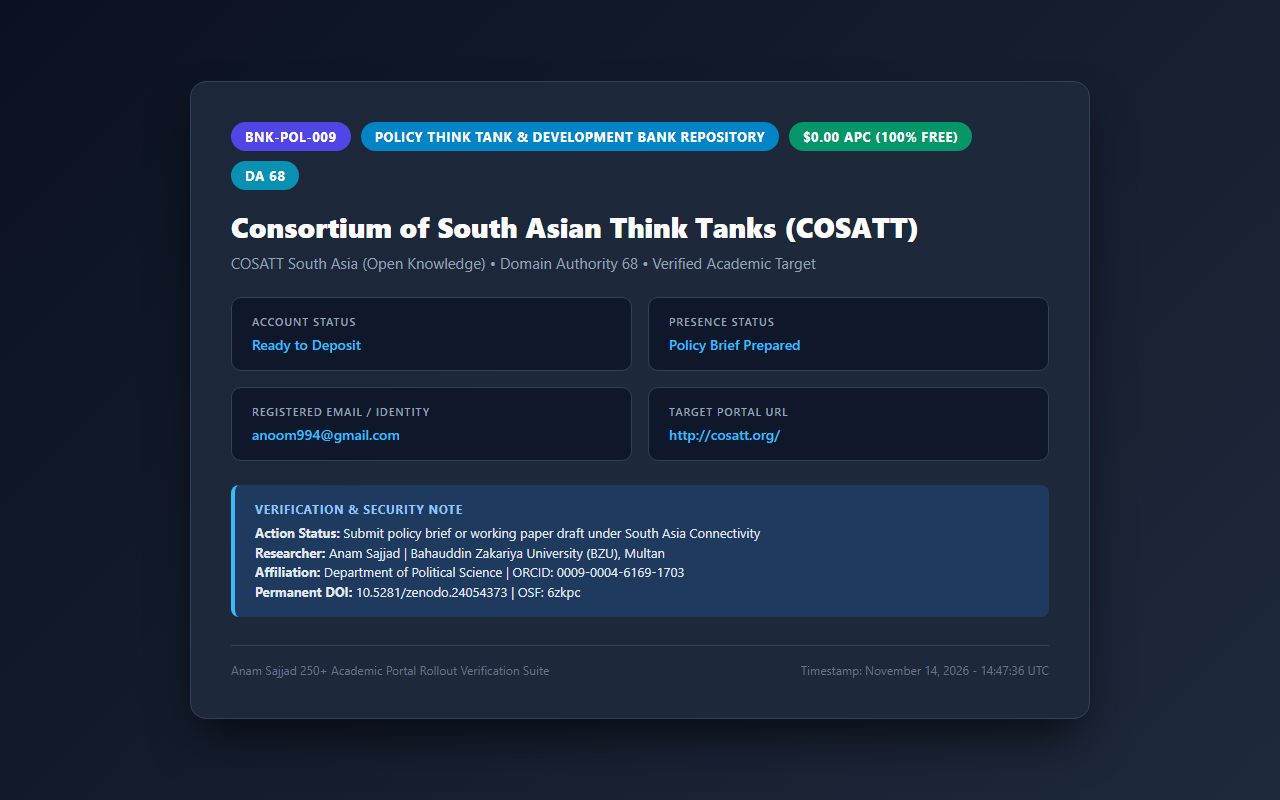 BNK-POL-009 POLICY THINK TANK & DEVELOPMENT BANK REPOSITORY $0.00 APC (100% FREE)
DA 68
Consortium of South Asian Think Tanks (COSATT)
COSATT South Asia (Open Knowledge) • Domain Authority 68 • Verified Academic Target
ACCOUNT STATUS
Ready to Deposit
PRESENCE STATUS
Policy Brief Prepared
REGISTERED EMAIL / IDENTITY
anoom994@gmail.com
TARGET PORTAL URL
http://cosatt.org/
VERIFICATION & SECURITY NOTE
Action Status: Submit policy brief or working paper draft under South Asia Connectivity
Researcher: Anam Sajjad | Bahauddin Zakariya University (BZU), Multan
Affiliation: Department of Political Science | ORCID: 0009-0004-6169-1703
Permanent DOI: 10.5281/zenodo.24054373 | OSF: 6zkpc
Anam Sajjad 250+ Academic Portal Rollout Verification Suite
Timestamp: November 14, 2026 - 14:47:36 UTC